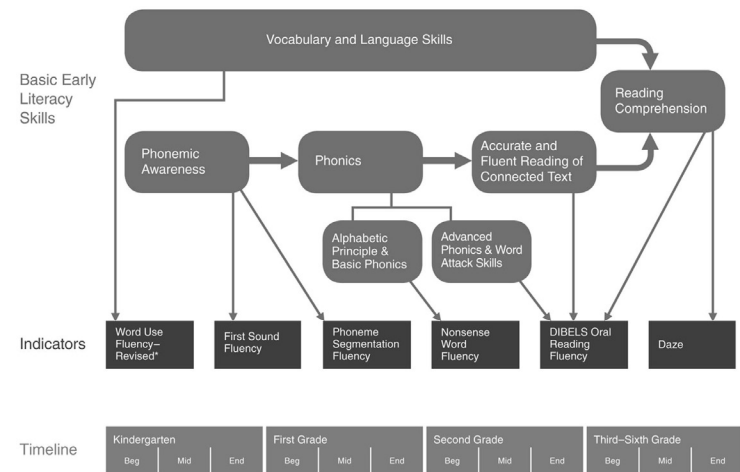 Vocabulary and Language Skills
Basic Early
Literacy
Skills
Reading
Comprehension
Phonemic
Awareness
Phonics
Accurate and
Fluent Reading of
Connected Text
Alphabetic
Principle &
Basic Phonics
Advanced
Phonics & Word
Attack Skills
Indicators
Word Use
Fluency–
Revised*
First Sound
Fluency
Phoneme
Segmentation
Fluency
Nonsense
Word
Fluency
DIBELS Oral
Reading
Fluency
Daze
Timeline
Kindergarten
Beg Mid End
First Grade
Beg Mid End
Second Grade
Beg Mid End
Third–Sixth Grade
Beg Mid End